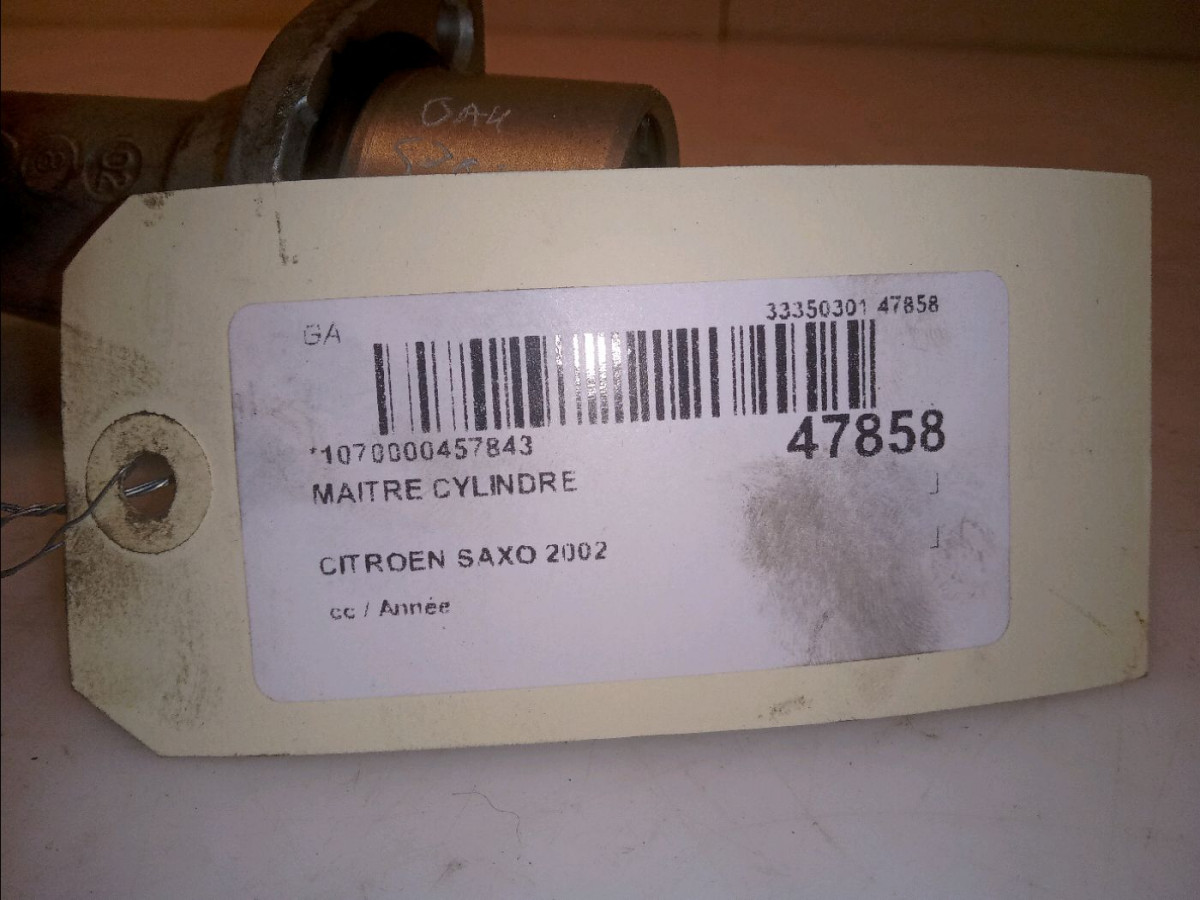 GA
33350301 47858
*1070000457843
47858
MAITRE CYLINDRE
CITROEN SAXO 2002
cc / Année